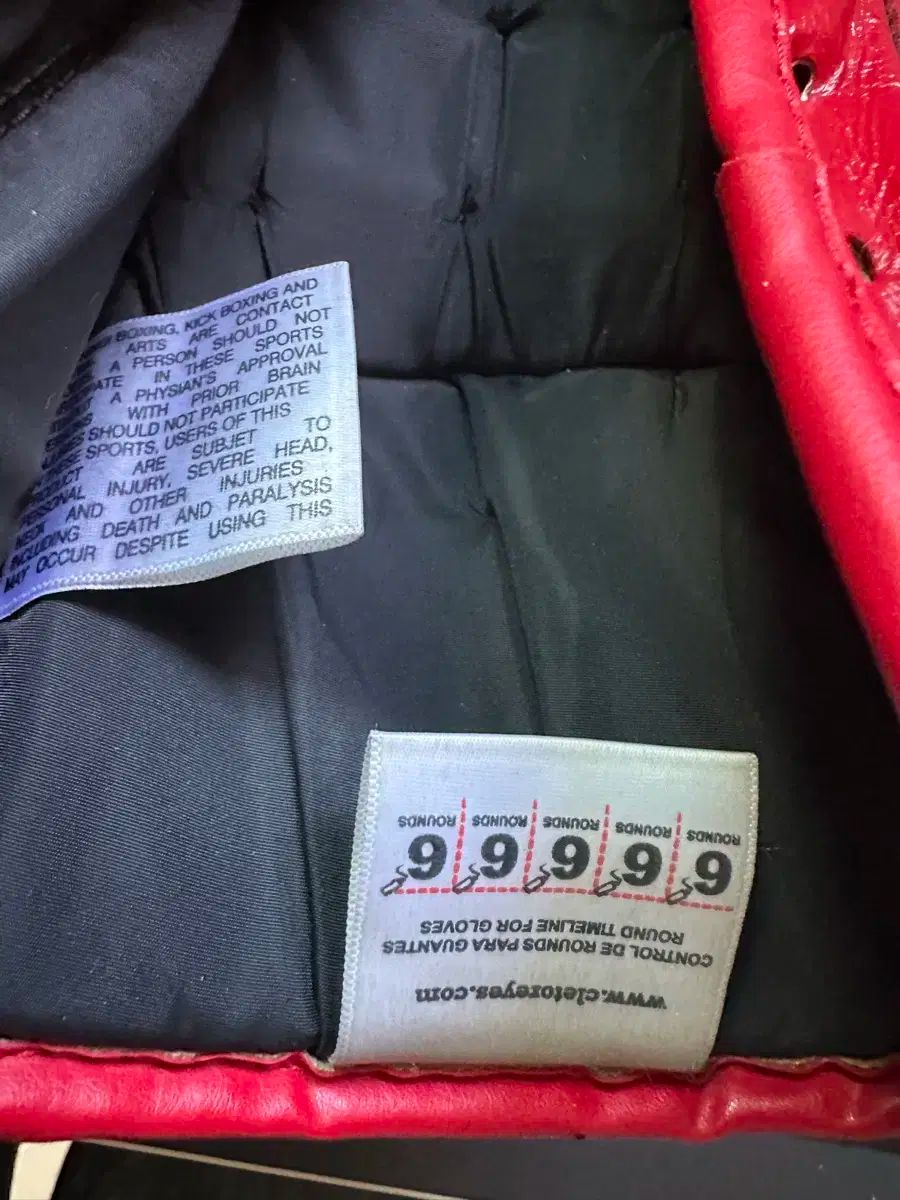 BOXING, KICK BOXING AND
ARTS ARE CONTACT
A PERSON SHOULD NOT
IN THESE SPORTS
A PHYSIAN'S APPROVAL
WITH PRIOR BRAIN
SHOULD NOT PARTICIPATE
SPORTS, USERS OF THIS
ARE SUBJET TO
INJURY, SEVERE HEAD,
NECK AND OTHER INJURIES
INCLUDING DEATH AND PARALYSIS
MAY OCCUR DESPITE USING THIS
www.cletoreyes.com
CONTROL DE ROUNDS PARA GUANTES
ROUND TIMELINE FOR GLOVES
6 6 6 6 6
ROUNDS ROUNDS ROUNDS ROUNDS ROUNDS